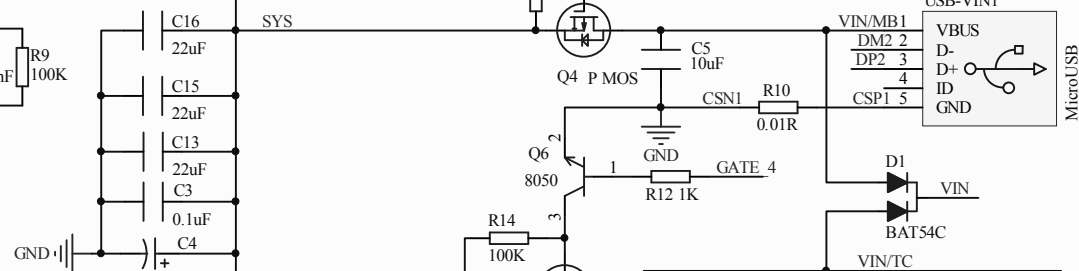 USB-VIN1
C16
SYS
VIN/MB1
VBUS
22uF
DM2 2
D-
R9
C5
DP2 3
D+
nF
100K
10uF
4
ID
Q4
P MOS
C15
R10
MicroUSB
22uF
CSN1
CSP1 5
GND
0.01R
C13
2
GND
Q6
1
GATE_4
D1
22uF
8050
R12 1K
VIN
C3
0.1uF
3
R14
BAT54C
GND
C4
+
100K
VIN/TC